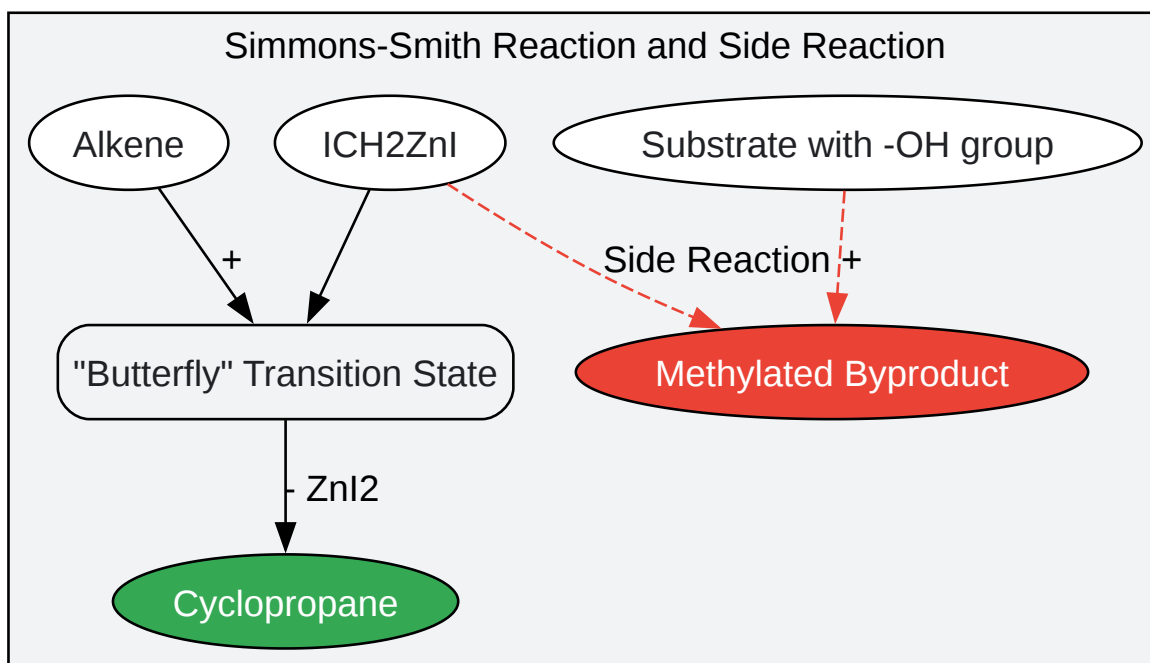 Simmons-Smith Reaction and Side Reaction
Alkene
ICH2ZnI
Substrate with -OH group
+
Side Reaction
+
"Butterfly" Transition State
Methylated Byproduct
- ZnI2
Cyclopropane